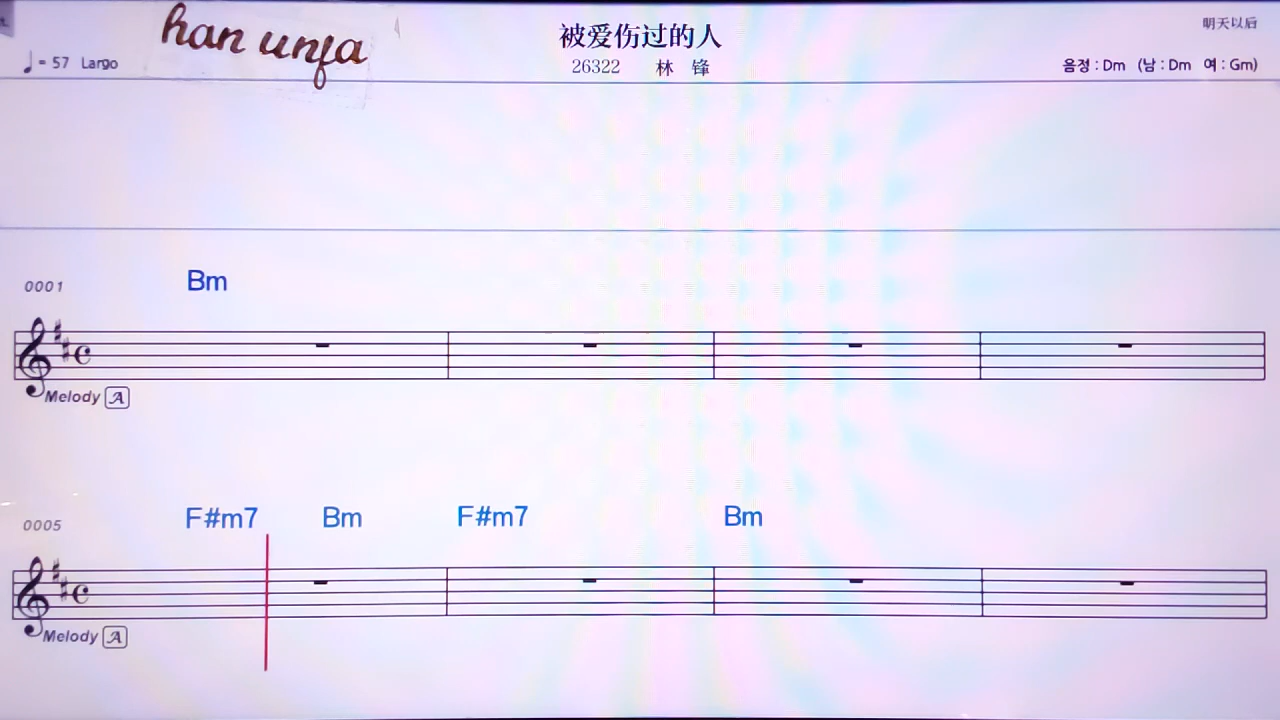 han unfa
被爱伤过的人
明天以后
♩ = 57 Largo
26322 林 锋
음정 : Dm (남 : Dm 여 : Gm)
0001 Bm
Melody A
0005 F#m7 Bm F#m7 Bm
Melody A